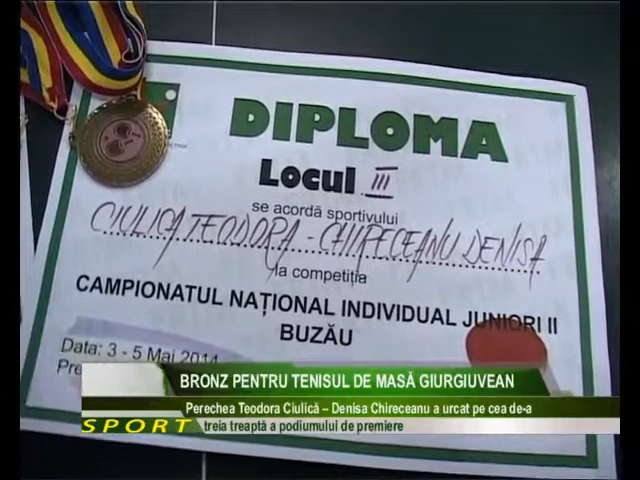 DIPLOMA
Locul III
se acordă sportivului
CIULICA TEODORA - CHIRECEANU DENISA
la competiția
CAMPIONATUL NAȚIONAL INDIVIDUAL JUNIORI II
BUZĂU
Data: 3 - 5 Mai 2014
BRONZ PENTRU TENISUL DE MASĂ GIURGIUVEAN
Perechea Teodora Ciulică – Denisa Chireceanu a urcat pe cea de-a
SPORT treia treaptă a podiumului de premiere